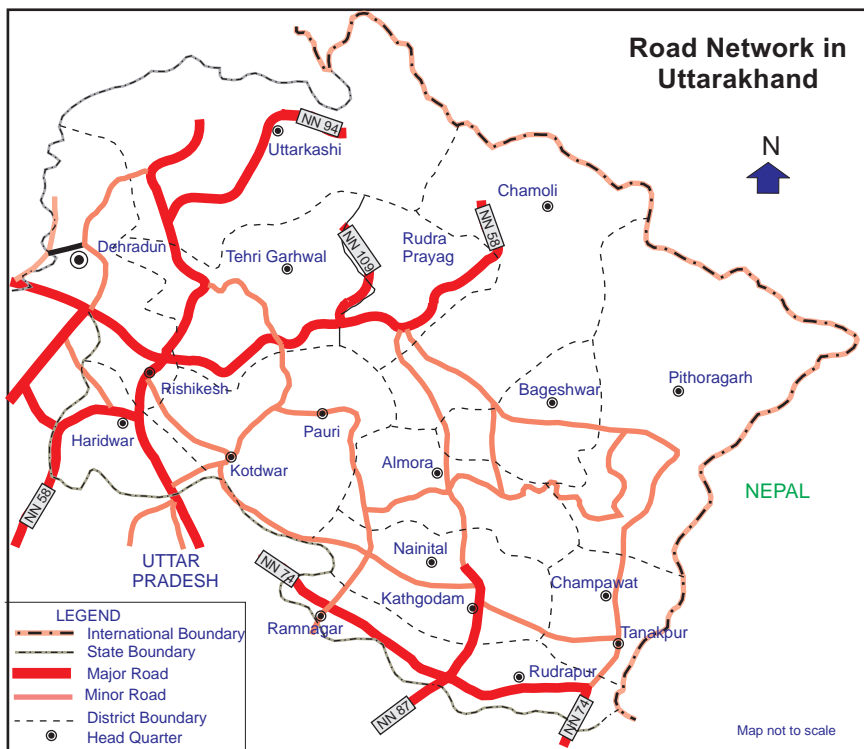 Road Network in
Uttarakhand
N
NN 94
Uttarkashi
Chamoli
NN 58
Rudra
Prayag
NN 109
Dehradun
Tehri Garhwal
Rishikesh
Bageshwar
Pithoragarh
Pauri
Haridwar
Kotdwar
Almora
NN 58
NEPAL
UTTAR
PRADESH
NN 74
Nainital
Champawat
Kathgodam
Ramnagar
Tanakpur
Rudrapur
NN 87
NN 74
LEGEND
International Boundary
State Boundary
Major Road
Minor Road
District Boundary
Head Quarter
Map not to scale